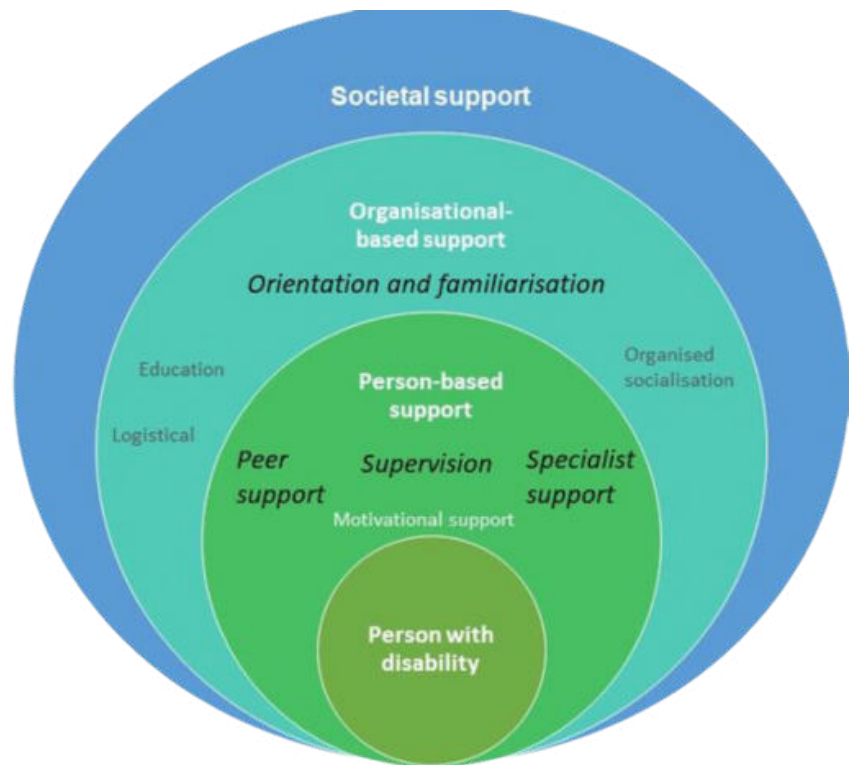 Societal support
Organisational-
based support
Orientation and familiarisation
Education
Organised
socialisation
Logistical
Person-based
support
Peer
support
Supervision
Specialist
support
Motivational support
Person with
disability